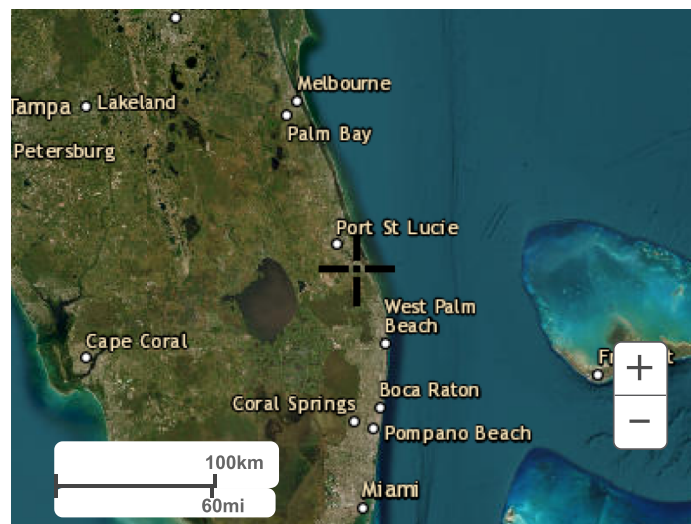 Melbourne
Tampa
Lakeland
Palm Bay
Petersburg
Port St Lucie
West Palm
Beach
Cape Coral
Boca Raton
Coral Springs
Pompano Beach
100km
60mi
Miami
+
−